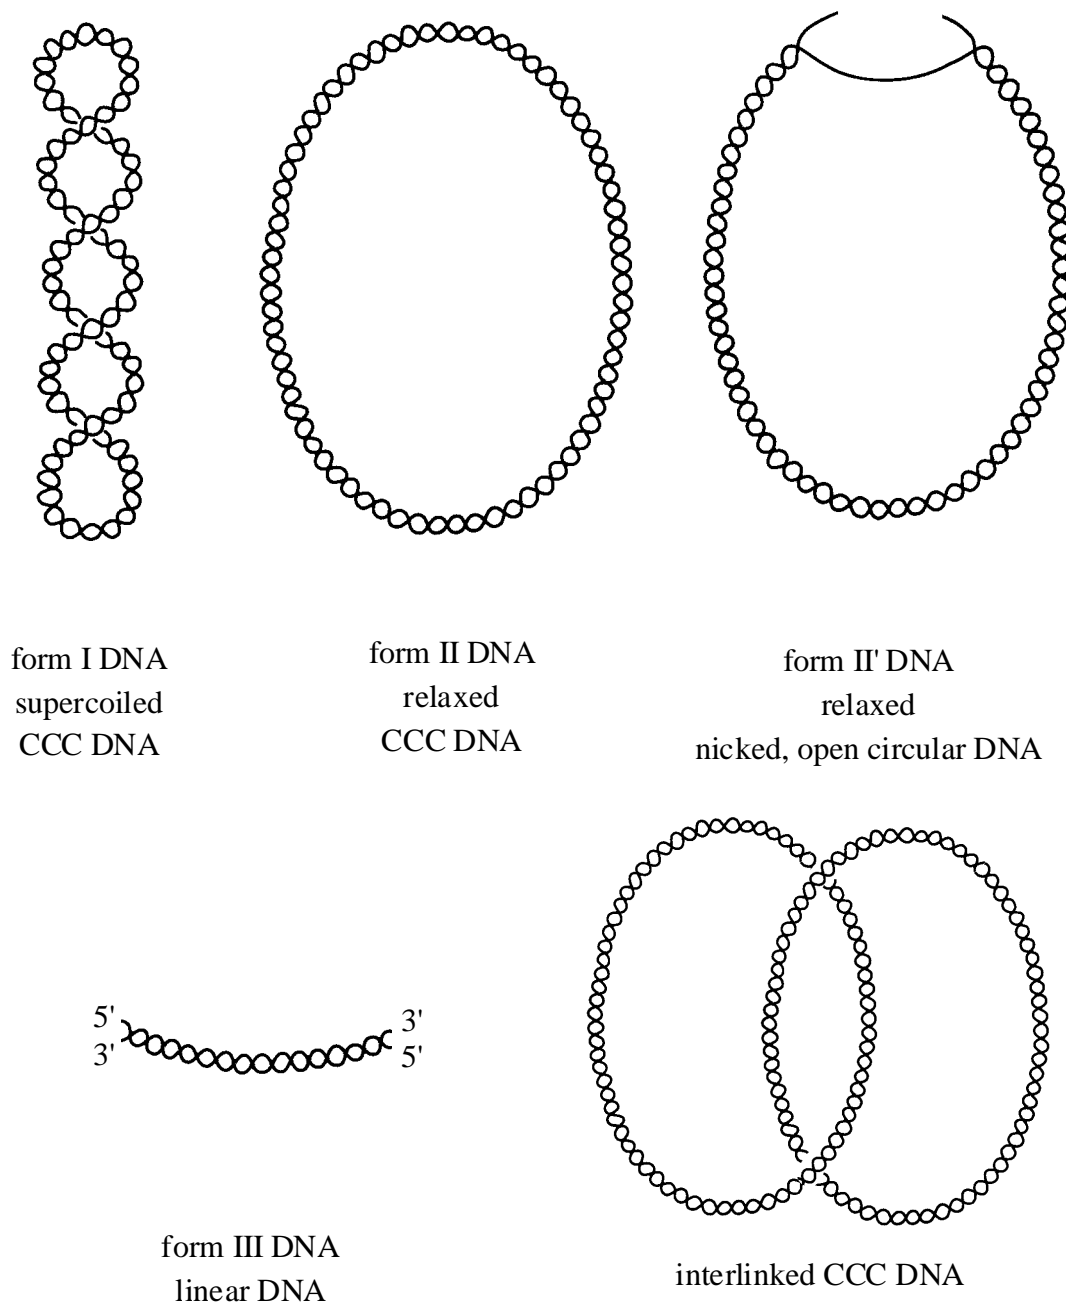 form I DNA
supercoiled
CCC DNA
form II DNA
relaxed
CCC DNA
form II' DNA
relaxed
nicked, open circular DNA
5'
3'
3'
5'
form III DNA
linear DNA
interlinked CCC DNA